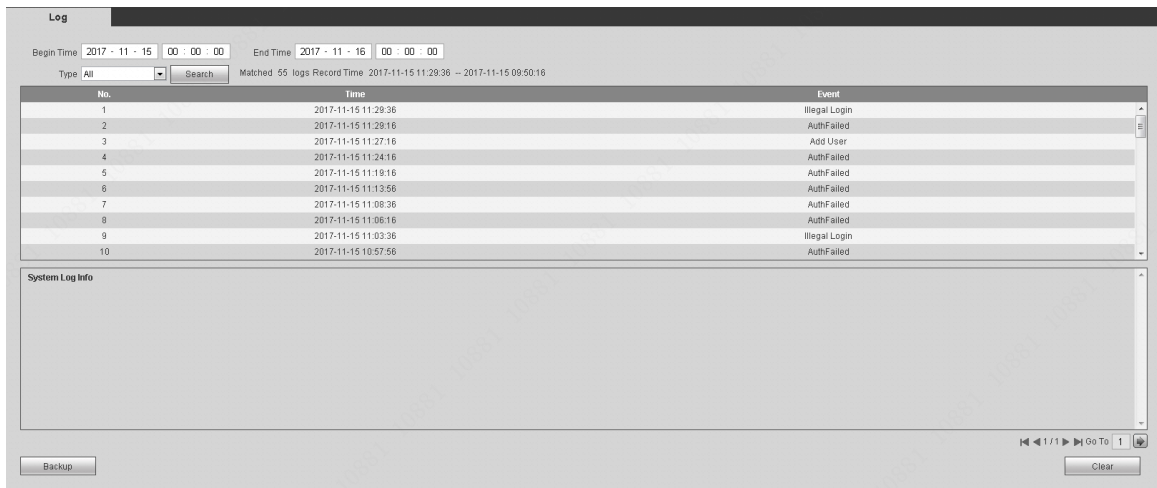 Log
Begin Time 2017 - 11 - 15 00 : 00 : 00 End Time 2017 - 11 - 16 00 : 00 : 00
Type All Search Matched 55 logs Record Time 2017-11-15 11:29:36 -- 2017-11-15 09:50:16
No. Time Event
1 2017-11-15 11:29:36 Illegal Login
2 2017-11-15 11:29:16 AuthFailed
3 2017-11-15 11:27:16 Add User
4 2017-11-15 11:24:16 AuthFailed
5 2017-11-15 11:19:16 AuthFailed
6 2017-11-15 11:13:56 AuthFailed
7 2017-11-15 11:08:36 AuthFailed
8 2017-11-15 11:06:16 AuthFailed
9 2017-11-15 11:03:36 Illegal Login
10 2017-11-15 10:57:56 AuthFailed
System Log Info
1 / 1 Go To 1
Backup Clear